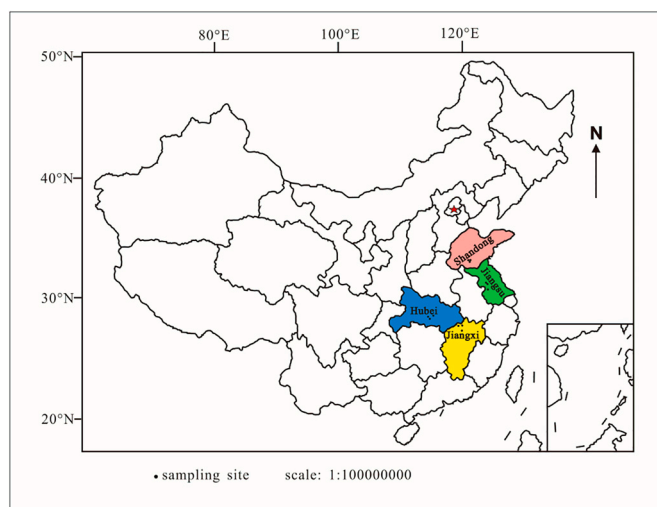 80°E 100°E 120°E
50°N
N
40°N
Shandong
Jiangsu
30°N
Hubei
Jiangxi
20°N
• sampling site scale: 1:100000000